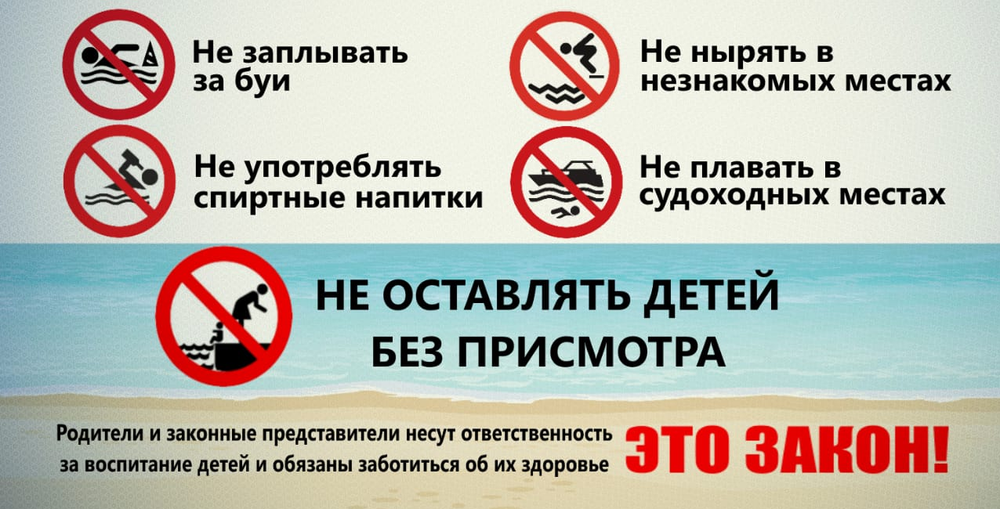 Не заплывать
за буи
Не нырять в
незнакомых местах
Не употреблять
спиртные напитки
Не плавать в
судоходных местах
НЕ ОСТАВЛЯТЬ ДЕТЕЙ
БЕЗ ПРИСМОТРА
Родители и законные представители несут ответственность
за воспитание детей и обязаны заботиться об их здоровье
ЭТО ЗАКОН!